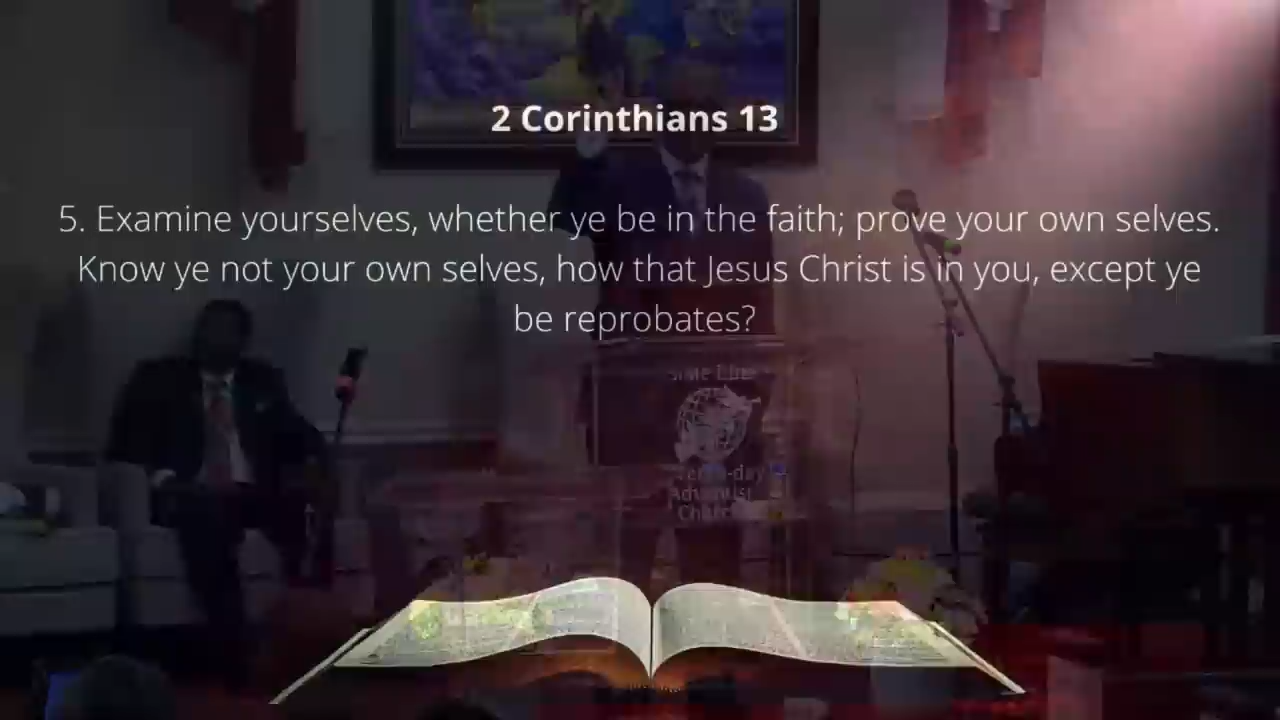 2 Corinthians 13
5. Examine yourselves, whether ye be in the faith; prove your own selves.
Know ye not your own selves, how that Jesus Christ is in you, except ye
be reprobates?
Adventist
Church